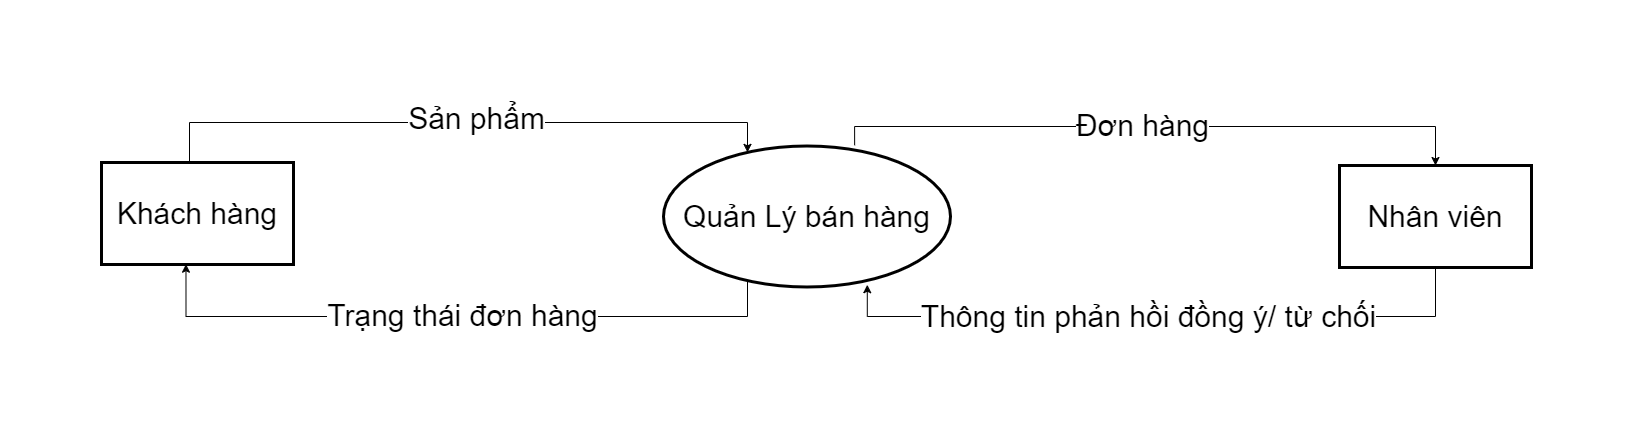 Sản phẩm
Đơn hàng
Khách hàng
Quản Lý bán hàng
Nhân viên
Trạng thái đơn hàng
Thông tin phản hồi đồng ý/ từ chối